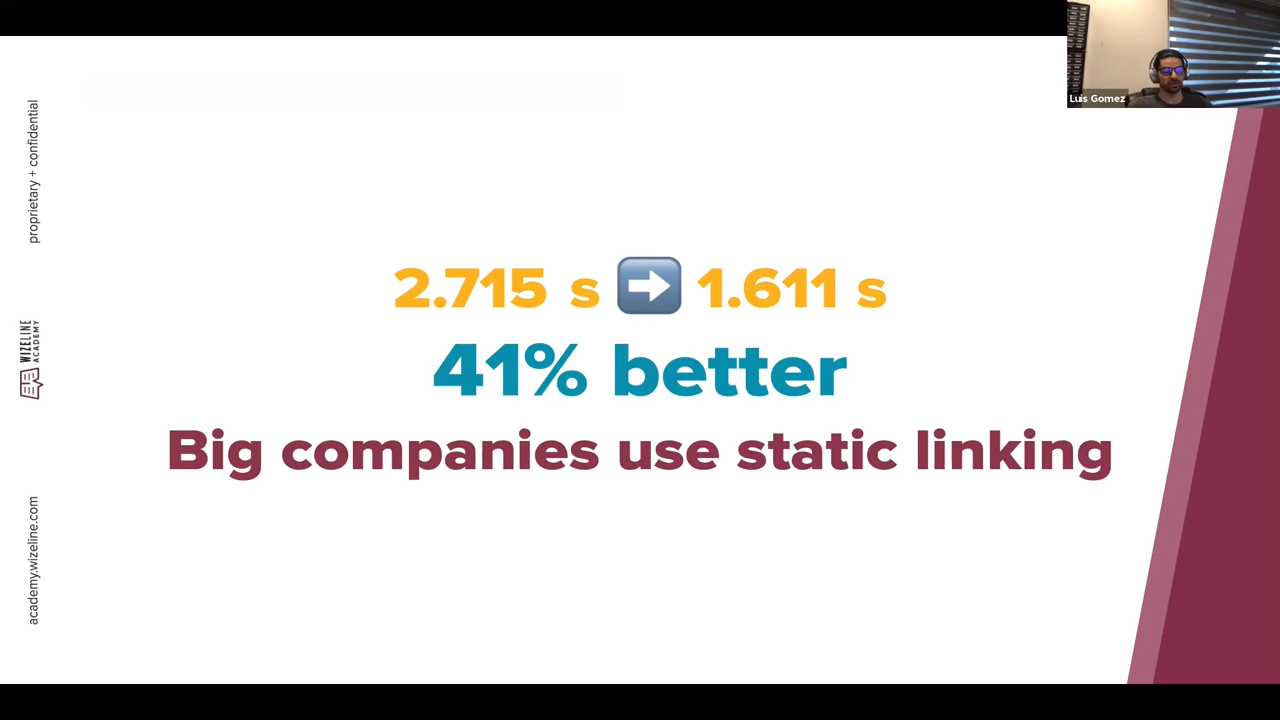 Luis Gomez
proprietary + confidential
WIZELINE
ACADEMY
academy.wizeline.com
2.715 s ➡️ 1.611 s
41% better
Big companies use static linking